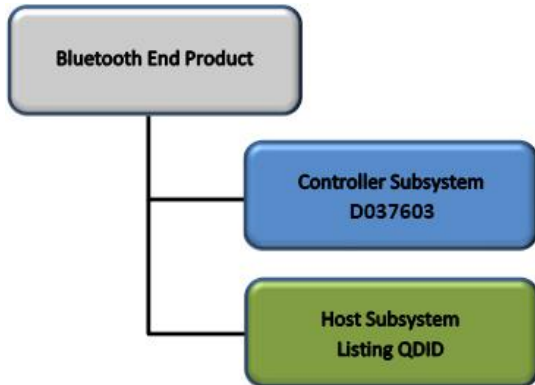 Bluetooth End Product
Controller Subsystem
D037603
Host Subsystem
Listing QDID